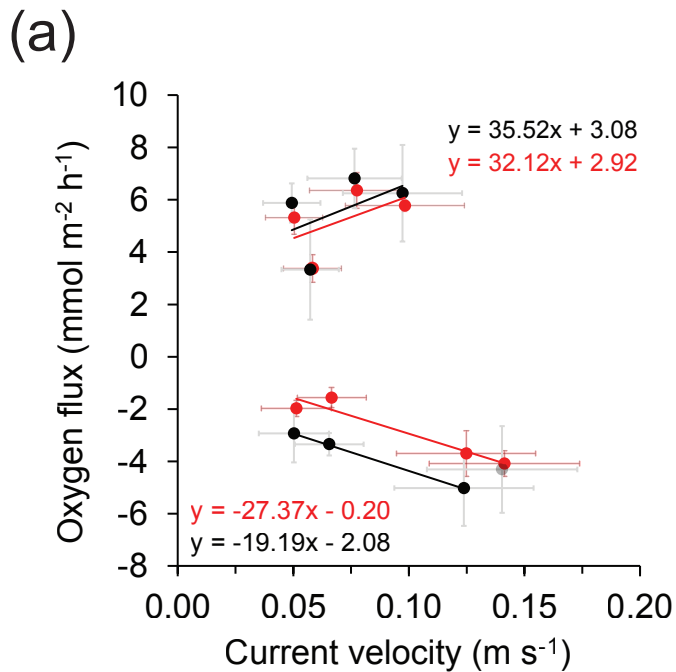 (a)
10
8
6
4
2
0
-2
-4
-6
-8
Oxygen flux (mmol m⁻² h⁻¹)
y = 35.52x + 3.08
y = 32.12x + 2.92
y = -27.37x - 0.20
y = -19.19x - 2.08
0.00 0.05 0.10 0.15 0.20
Current velocity (m s⁻¹)